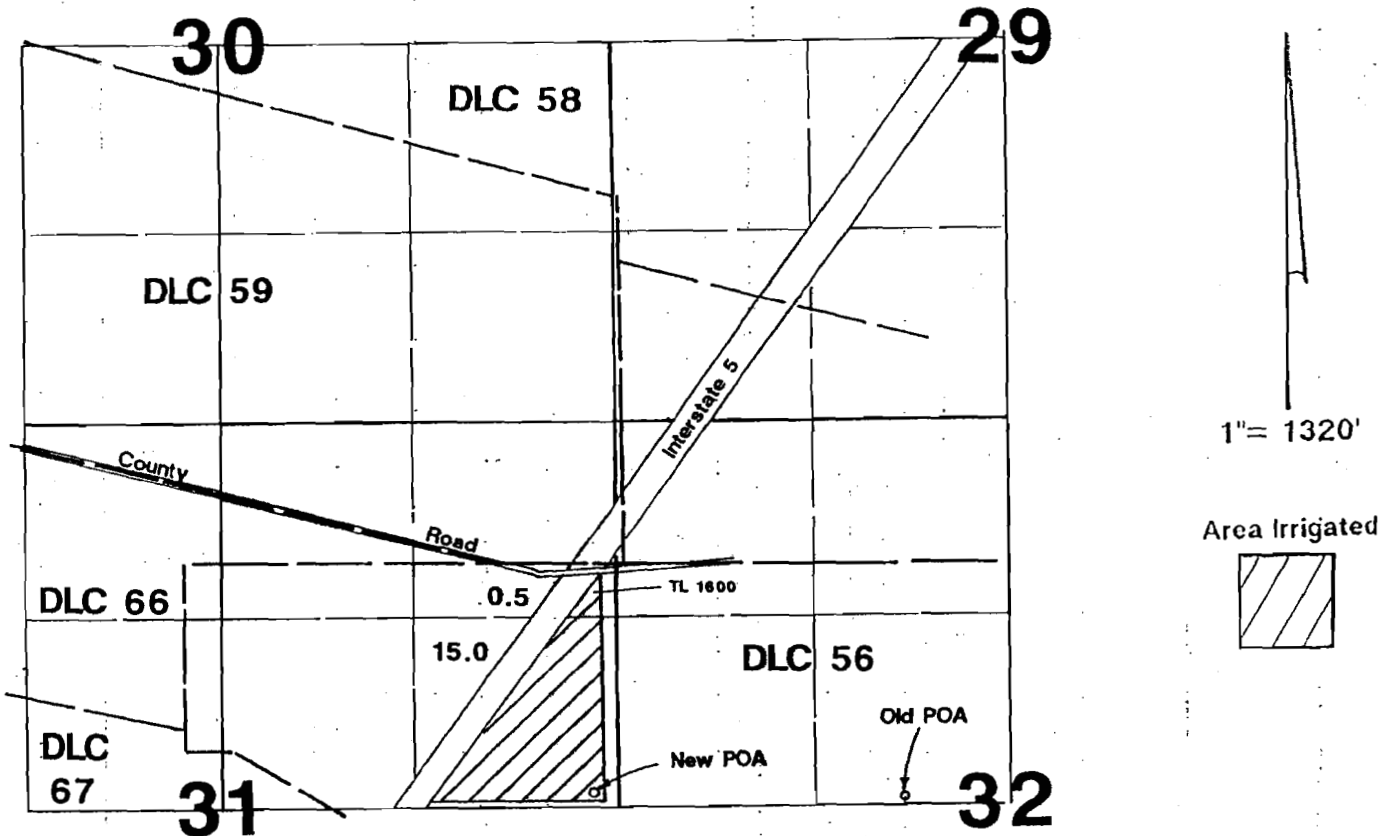 30
29
DLC 58
DLC 59
Interstate 5
1"= 1320'
County
Road
Area Irrigated
DLC 66
0.5
TL 1600
15.0
DLC 56
Old POA
New POA
DLC
67
31
32